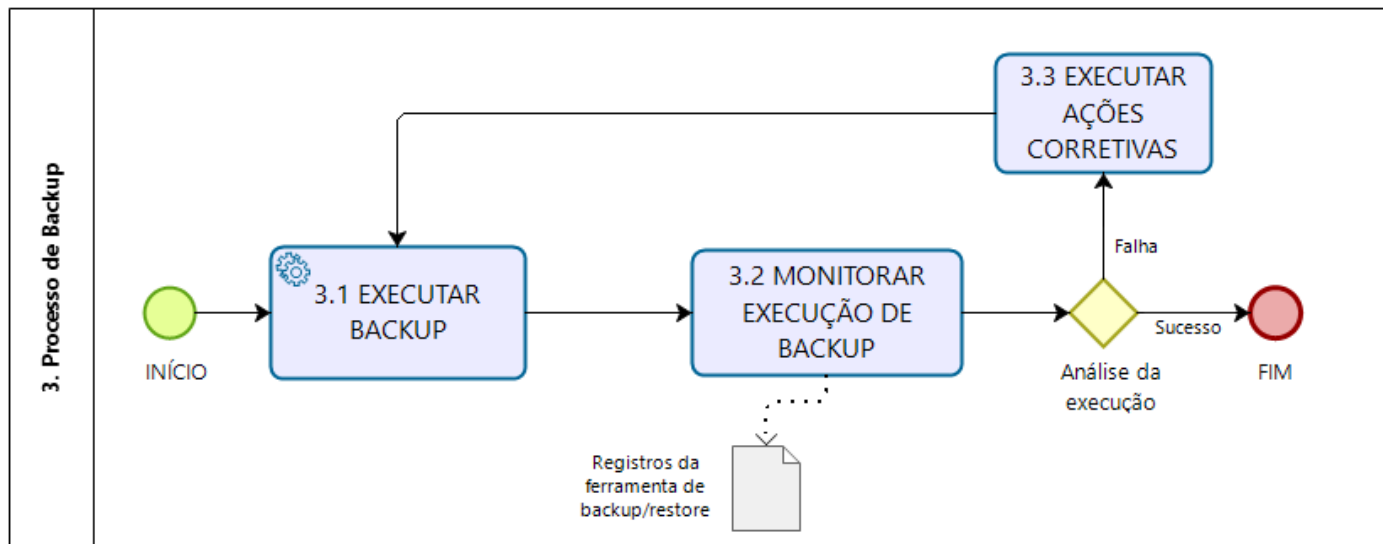 3. Processo de Backup
INÍCIO
3.1 EXECUTAR
BACKUP
3.2 MONITORAR
EXECUÇÃO DE
BACKUP
Registros da
ferramenta de
backup/restore
Análise da
execução
Falha
3.3 EXECUTAR
AÇÕES
CORRETIVAS
Sucesso
FIM